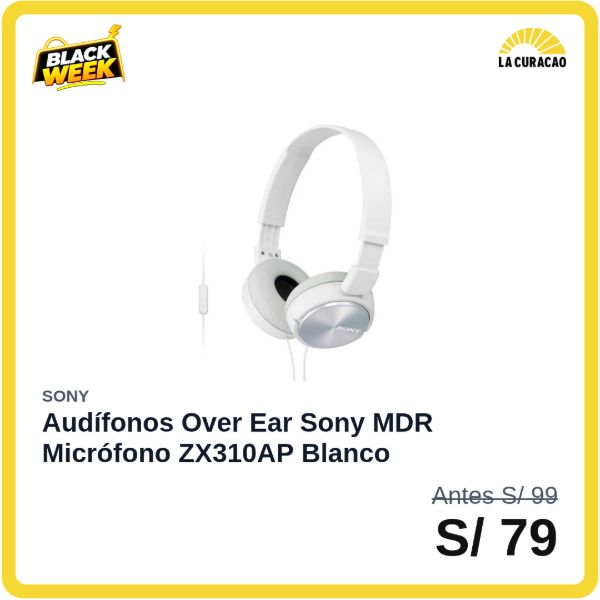 BLACK
WEEK
LA CURACAO
SONY
SONY
Audífonos Over Ear Sony MDR
Micrófono ZX310AP Blanco
Antes S/ 99
S/ 79